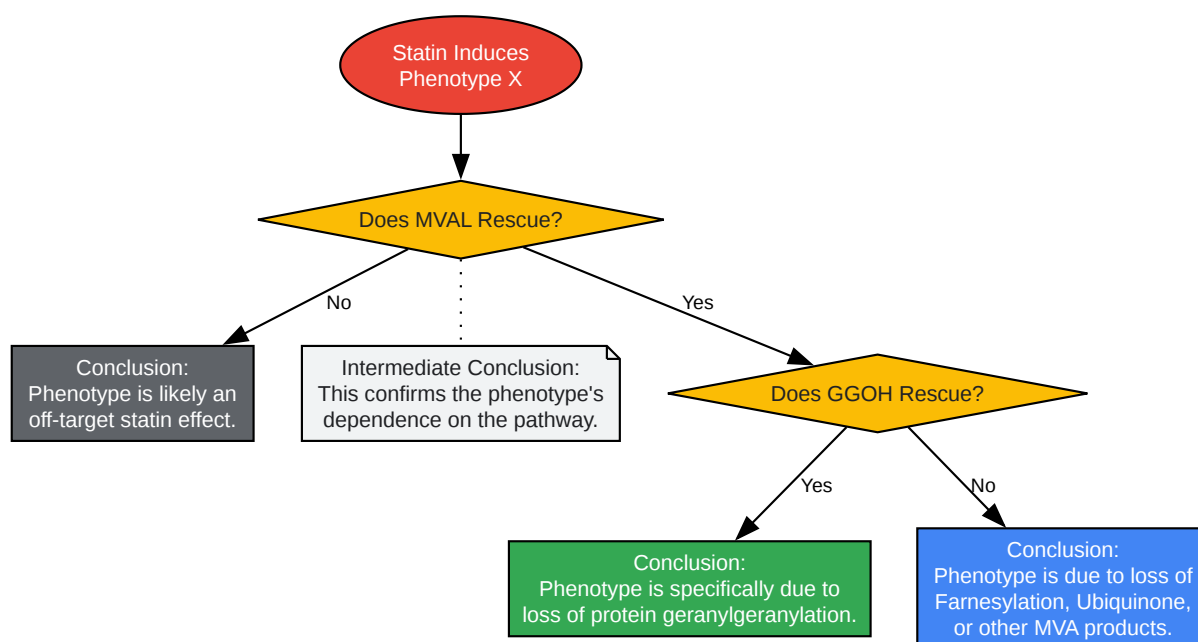 Statin Induces
Phenotype X
Does MVAL Rescue?
No
Yes
Conclusion:
Phenotype is likely an
off-target statin effect.
Intermediate Conclusion:
This confirms the phenotype's
dependence on the pathway.
Does GGOH Rescue?
Yes
No
Conclusion:
Phenotype is specifically due to
loss of protein geranylgeranylation.
Conclusion:
Phenotype is due to loss of
Farnesylation, Ubiquinone,
or other MVA products.